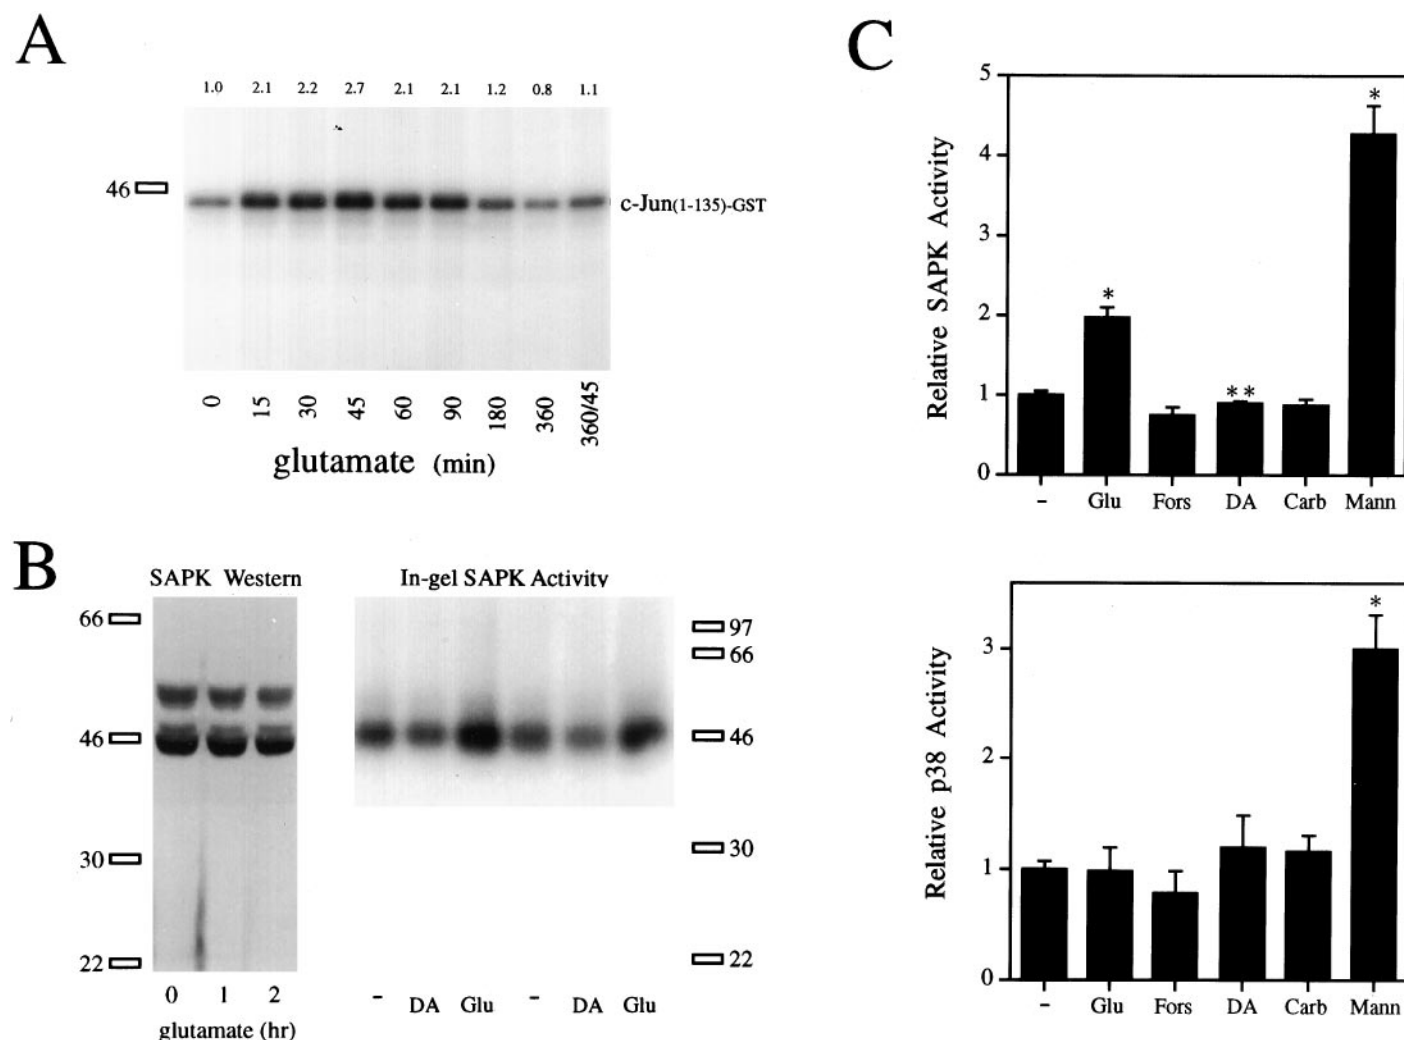 A
1.0 2.1 2.2 2.7 2.1 2.1 1.2 0.8 1.1
46
c-Jun(1-135)-GST
0 15 30 45 60 90 180 360 360/45
glutamate (min)
B
SAPK Western
66
46
30
22
0 1 2
glutamate (hr)
In-gel SAPK Activity
97
66
46
30
22
- DA Glu - DA Glu
C
Relative SAPK Activity
5
4
3
2
1
0
* ** *
- Glu Fors DA Carb Mann
Relative p38 Activity
3
2
1
0
*
- Glu Fors DA Carb Mann